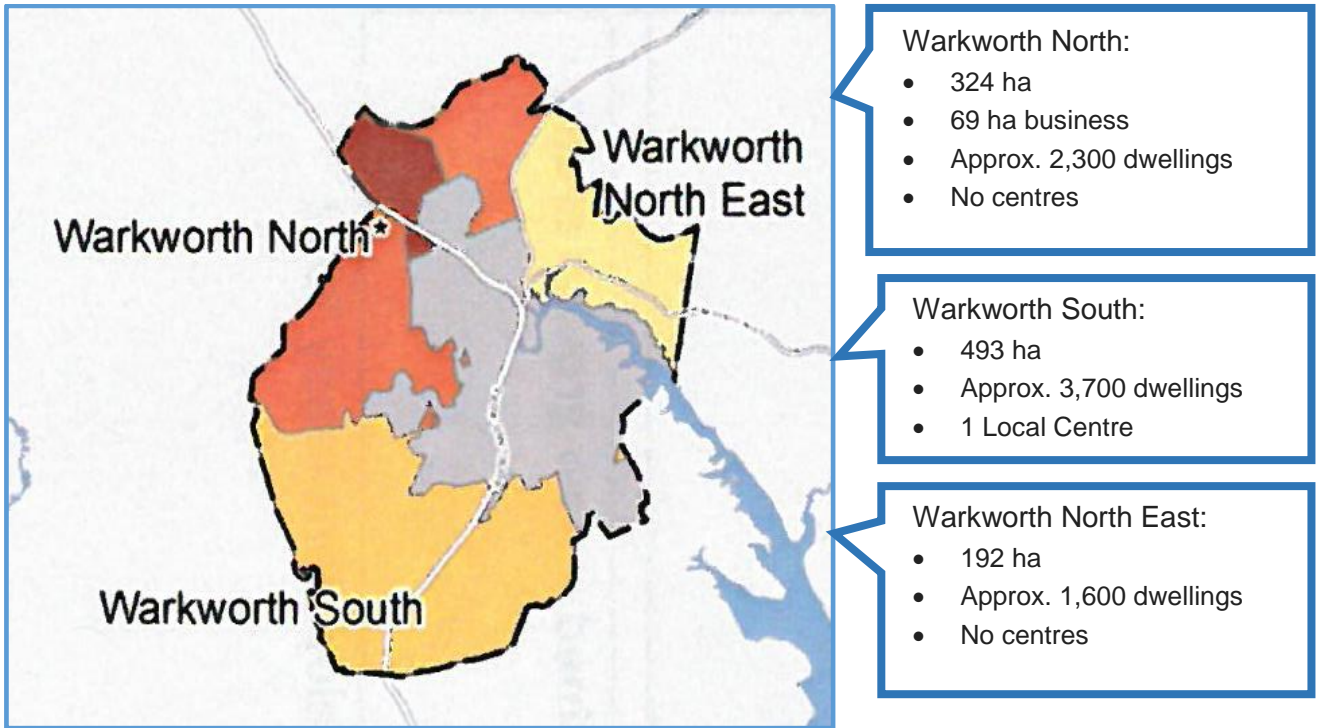 Warkworth
North East
Warkworth North*
Warkworth South
Warkworth North:
• 324 ha
• 69 ha business
• Approx. 2,300 dwellings
• No centres
Warkworth South:
• 493 ha
• Approx. 3,700 dwellings
• 1 Local Centre
Warkworth North East:
• 192 ha
• Approx. 1,600 dwellings
• No centres